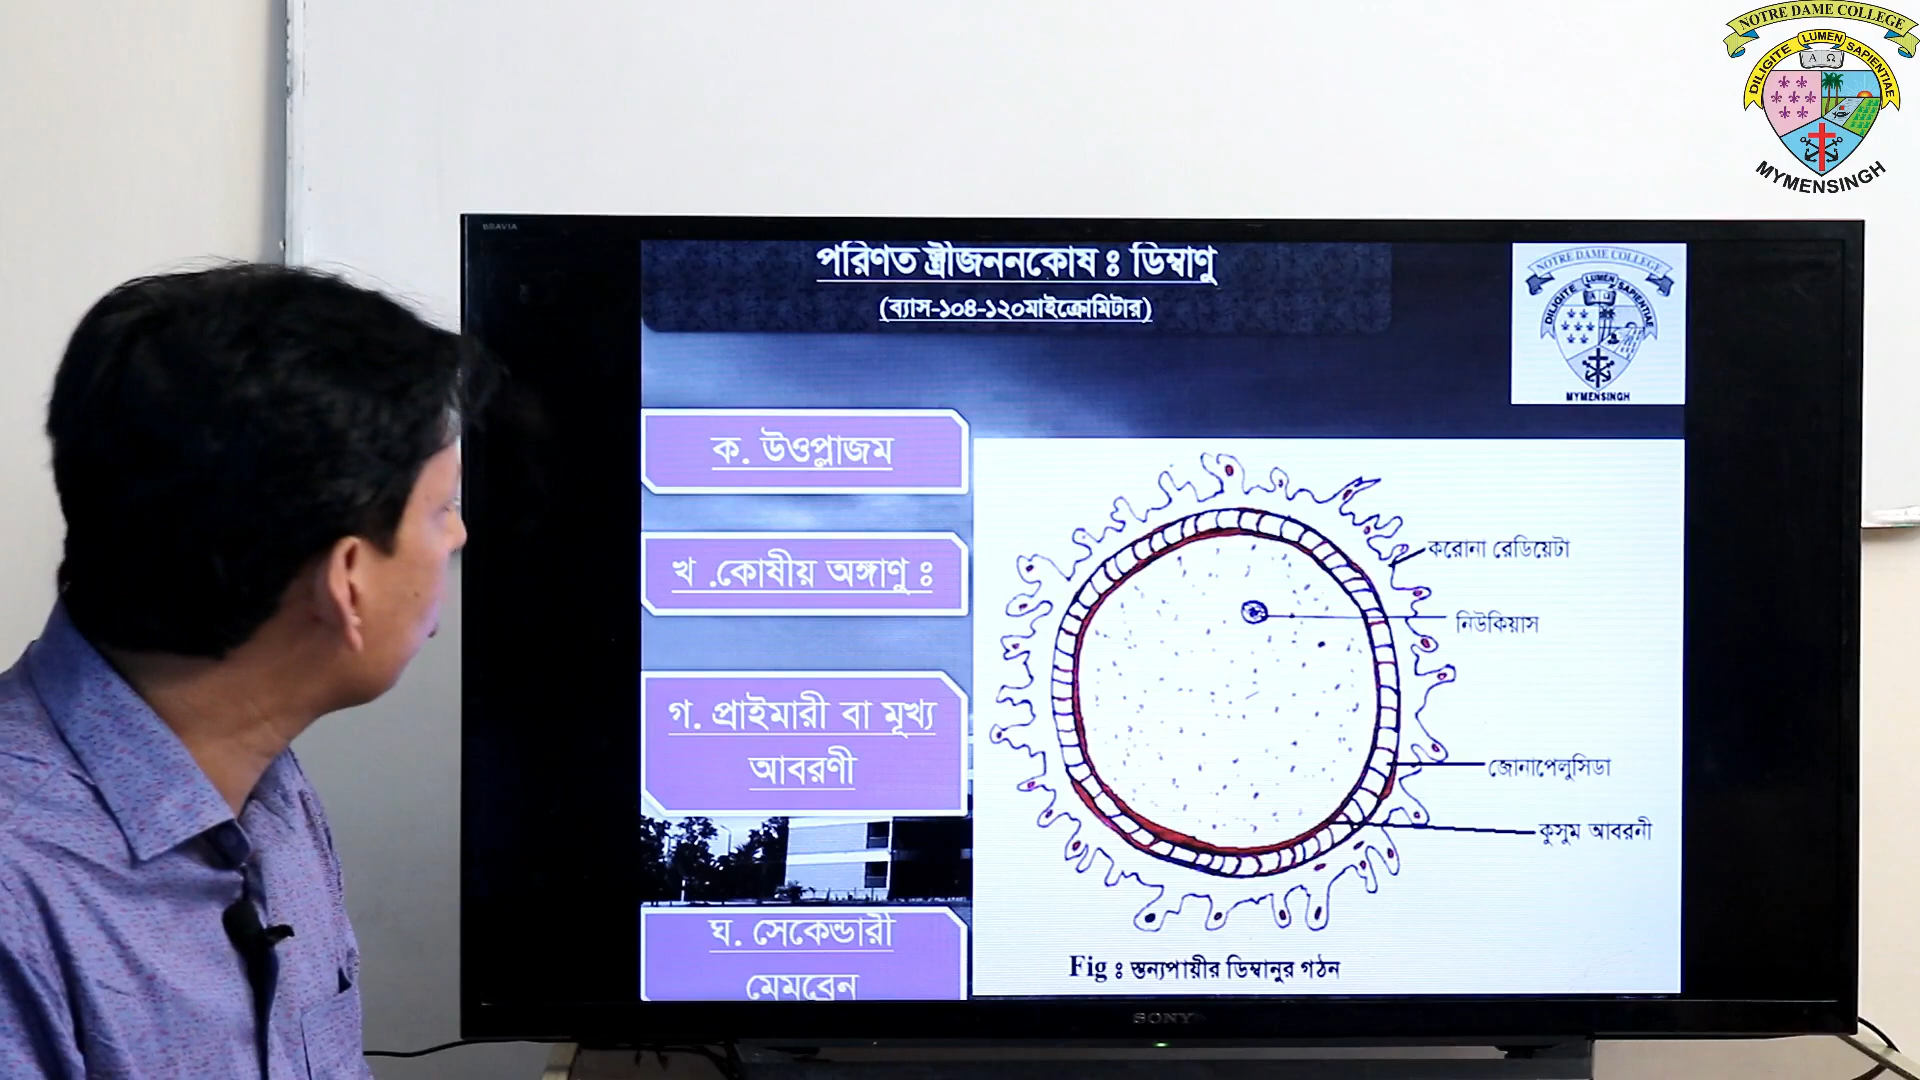 NOTRE DAME COLLEGE
DILIGITE LUMEN SAPIENTIAE
Α Ω
MYMENSINGH
BRAVIA
পরিণত স্ত্রীজননকোষ ঃ ডিম্বাণু
(ব্যাস-১০৪-১২০মাইক্রোমিটার)
NOTRE DAME COLLEGE
DILIGITE LUMEN SAPIENTIAE
MYMENSINGH
ক. উওপ্লাজম
খ .কোষীয় অঙ্গাণু ঃ
গ. প্রাইমারী বা মূখ্য
আবরণী
ঘ. সেকেন্ডারী
মেমব্রেন
করোনা রেডিয়েটা
নিউকিয়াস
জোনাপেলুসিডা
কুসুম আবরনী
Fig ঃ স্তন্যপায়ীর ডিম্বানুর গঠন
SONY